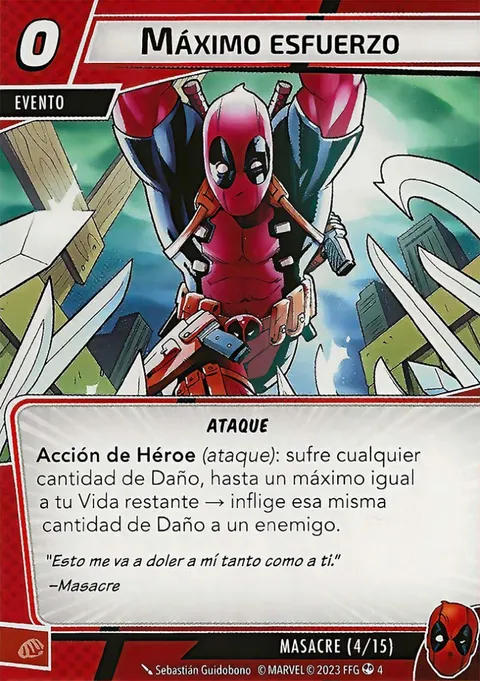 0
MÁXIMO ESFUERZO
EVENTO
ATAQUE
Acción de Héroe (ataque): sufre cualquier
cantidad de Daño, hasta un máximo igual
a tu Vida restante → inflige esa misma
cantidad de Daño a un enemigo.
"Esto me va a doler a mí tanto como a ti."
–Masacre
MASACRE (4/15)
Sebastián Guidobono © MARVEL © 2023 FFG 4